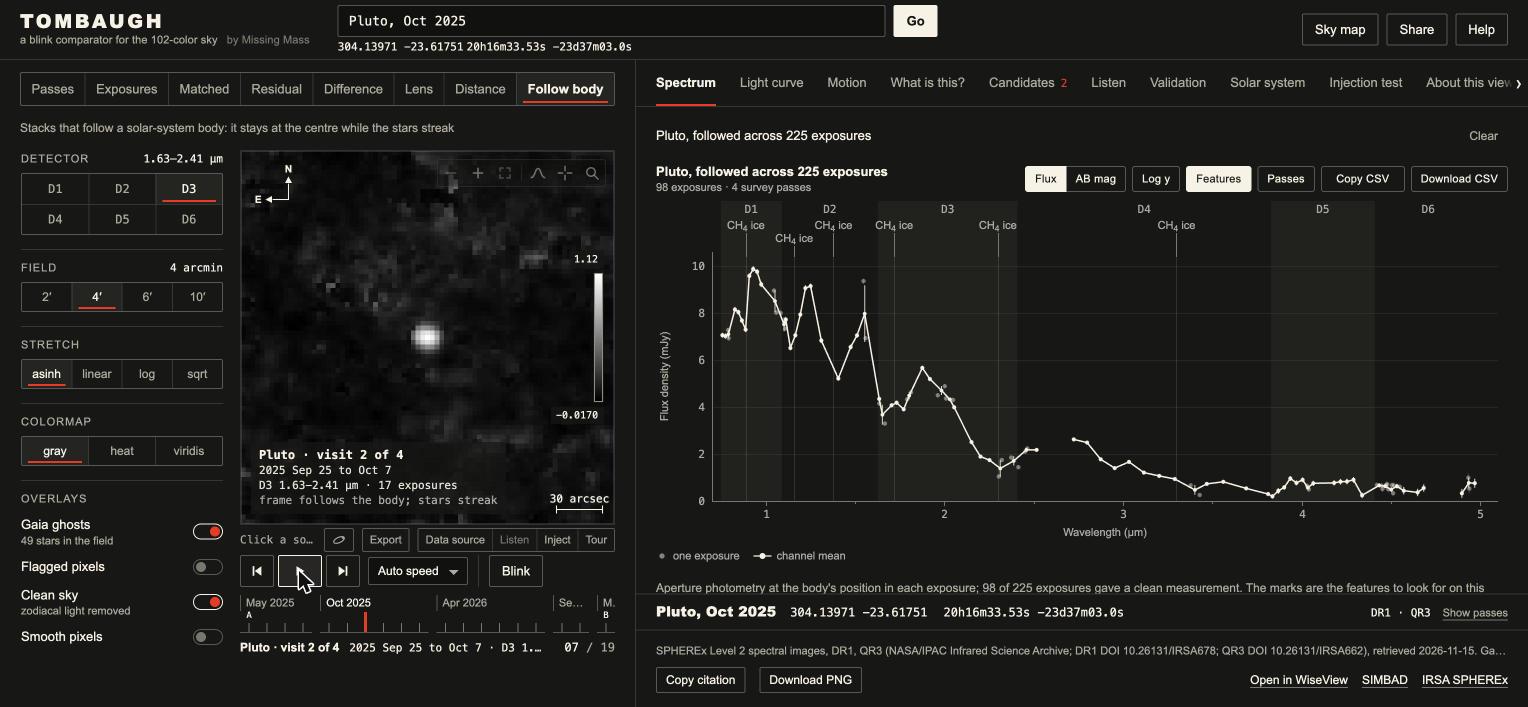 TOMBAUGH
a blink comparator for the 102-color sky by Missing Mass
Pluto, Oct 2025
Go
304.13971 −23.61751 20h16m33.53s −23d37m03.0s
Sky map Share Help
Passes Exposures Matched Residual Difference Lens Distance Follow body
Stacks that follow a solar-system body: it stays at the centre while the stars streak
DETECTOR 1.63–2.41 µm
D1 D2 D3
D4 D5 D6
FIELD 4 arcmin
2′ 4′ 6′ 10′
STRETCH
asinh linear log sqrt
COLORMAP
gray heat viridis
OVERLAYS
Gaia ghosts
49 stars in the field
Flagged pixels
Clean sky
zodiacal light removed
Smooth pixels
N
E
1.12
−0.0170
Pluto · visit 2 of 4
2025 Sep 25 to Oct 7
D3 1.63–2.41 µm · 17 exposures
frame follows the body; stars streak
30 arcsec
Click a so…
Export
Data source Listen Inject Tour
Auto speed
Blink
May 2025 Oct 2025 Apr 2026 Se… M.
A B
Pluto · visit 2 of 4 2025 Sep 25 to Oct 7 · D3 1.… 07 / 19
Spectrum Light curve Motion What is this? Candidates 2 Listen Validation Solar system Injection test About this view
Pluto, followed across 225 exposures
Clear
Pluto, followed across 225 exposures
98 exposures · 4 survey passes
Flux AB mag Log y Features Passes Copy CSV Download CSV
D1 D2 D3 D4 D5 D6
CH4 ice CH4 ice CH4 ice CH4 ice CH4 ice
CH4 ice
10
8
6
4
2
0
Flux density (mJy)
1 2 3 4 5
Wavelength (µm)
one exposure channel mean
Aperture photometry at the body's position in each exposure; 98 of 225 exposures gave a clean measurement. The marks are the features to look for on this
Pluto, Oct 2025 304.13971 −23.61751 20h16m33.53s −23d37m03.0s
DR1 · QR3 Show passes
SPHEREx Level 2 spectral images, DR1, QR3 (NASA/IPAC Infrared Science Archive; DR1 DOI 10.26131/IRSA678; QR3 DOI 10.26131/IRSA662), retrieved 2026-11-15. Ga…
Copy citation Download PNG
Open in WiseView SIMBAD IRSA SPHEREx